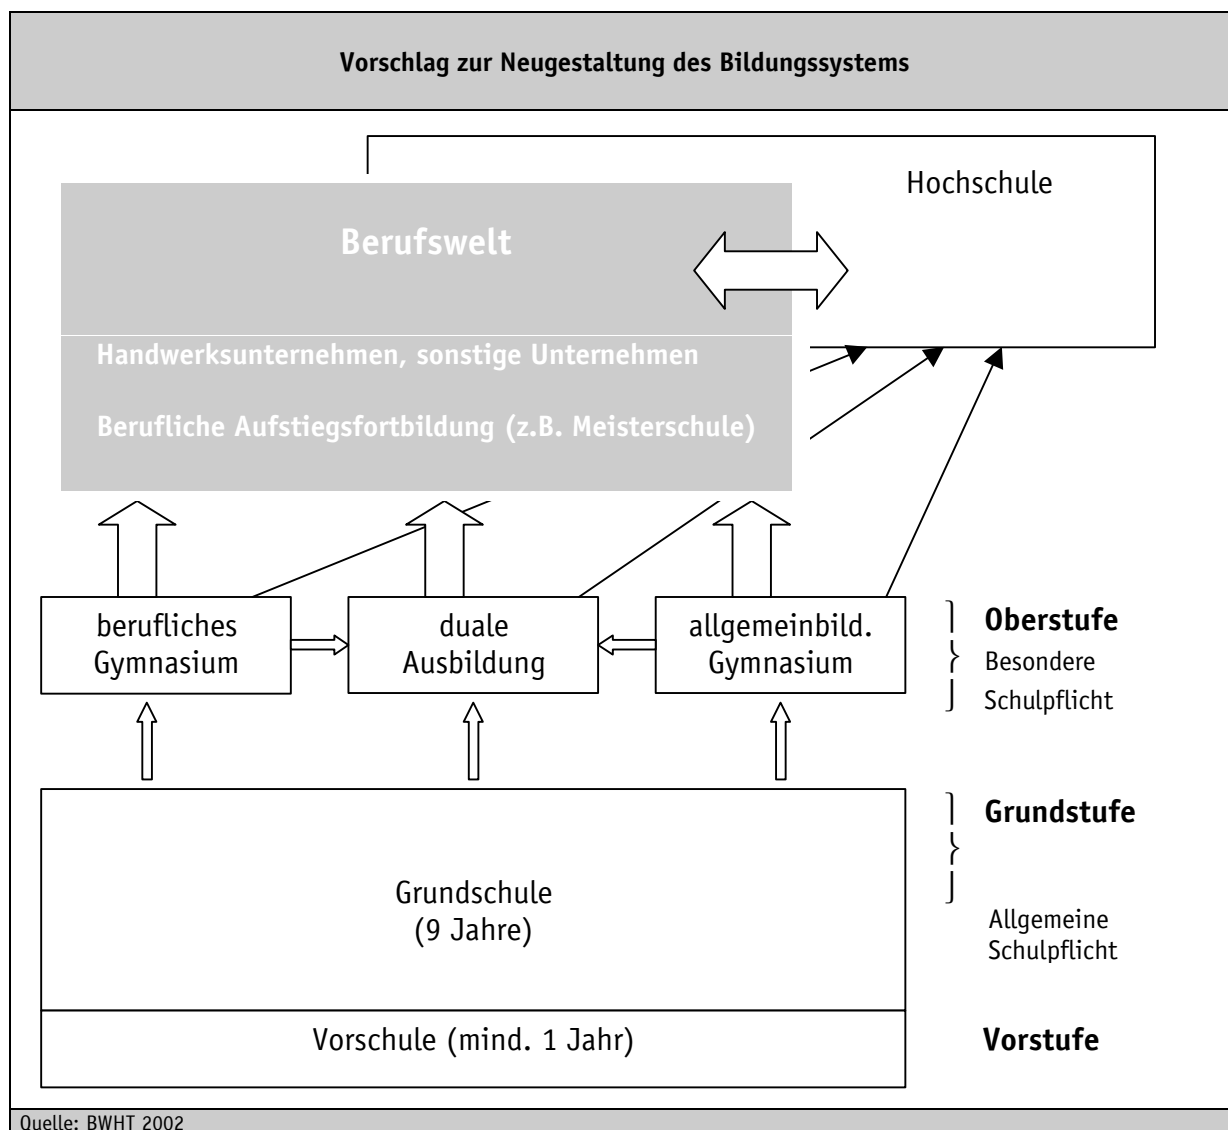 Vorschlag zur Neugestaltung des Bildungssystems
Hochschule
Berufswelt
Handwerksunternehmen, sonstige Unternehmen
Berufliche Aufstiegsfortbildung (z.B. Meisterschule)
berufliches
Gymnasium
duale
Ausbildung
allgemeinbild.
Gymnasium
Oberstufe
Besondere
Schulpflicht
Grundschule
(9 Jahre)
Grundstufe
Allgemeine
Schulpflicht
Vorschule (mind. 1 Jahr)
Vorstufe
Quelle: BWHT 2002